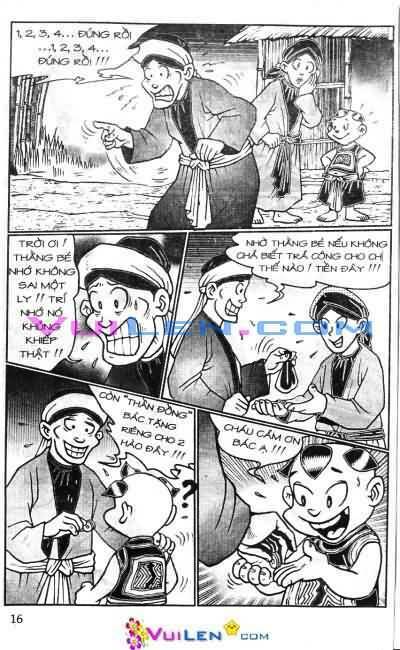 1, 2, 3, 4... ĐÚNG RỒI
...1, 2, 3, 4...
ĐÚNG RỒI !!!
TRỜI ƠI !
THẰNG BÉ
NHỚ KHÔNG
SAI MỘT
LY !! TRÍ
NHỚ NÓ
KHỦNG
KHIẾP
THẬT !!
NHỜ THẰNG BÉ NẾU KHÔNG
CHẢ BIẾT TRẢ CÔNG CHO CHỊ
THẾ NÀO ! TIỀN ĐÂY !!!
VUILEN.COM
CÒN "THẦN ĐỒNG"
BÁC TẶNG
RIÊNG CHO 2
HÀO ĐÂY !!!
?
CHÁU CẢM ƠN
BÁC Ạ !!!
16
VUILEN.COM